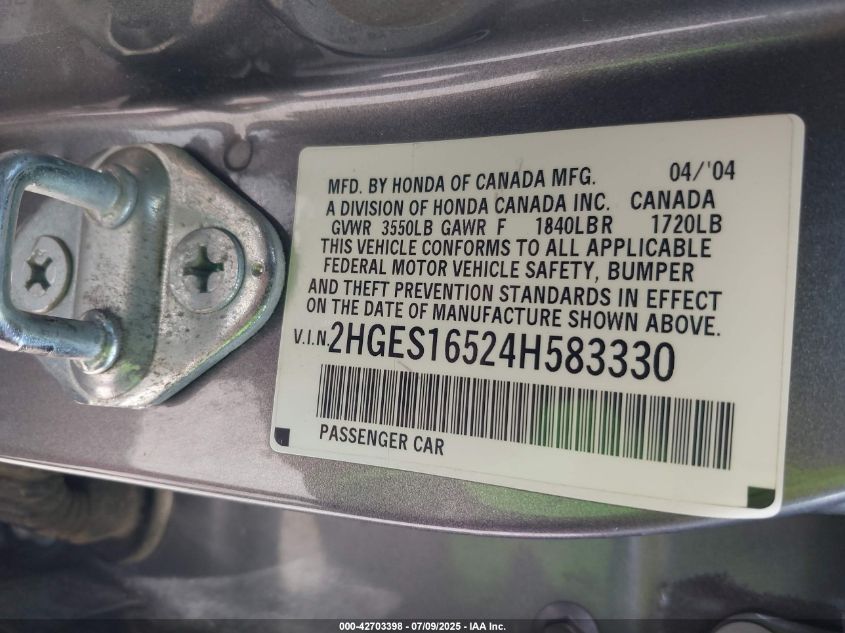 04/'04
MFD. BY HONDA OF CANADA MFG.
A DIVISION OF HONDA CANADA INC. CANADA
GVWR 3550LB GAWR F 1840LBR 1720LB
THIS VEHICLE CONFORMS TO ALL APPLICABLE
FEDERAL MOTOR VEHICLE SAFETY, BUMPER
AND THEFT PREVENTION STANDARDS IN EFFECT
ON THE DATE OF MANUFACTURE SHOWN ABOVE.
V.I.N. 2HGES16524H583330
PASSENGER CAR
000-42703398 - 07/09/2025 - IAA Inc.